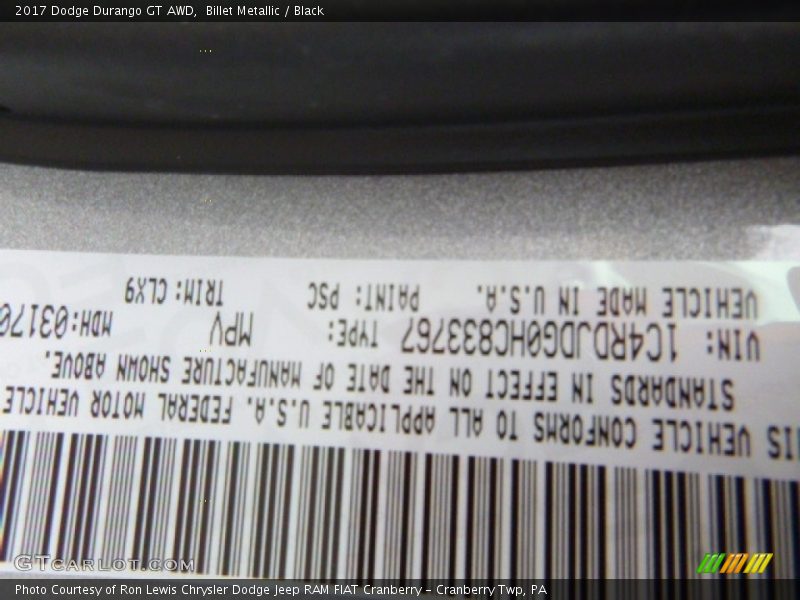 2017 Dodge Durango GT AWD,  Billet Metallic / Black
VIS VEHICLE CONFORMS TO ALL APPLICABLE U.S.A. FEDERAL MOTOR VEHICLE
STANDARDS IN EFFECT ON THE DATE OF MANUFACTURE SHOWN ABOVE.
VIN: 1C4RDJDG0HC833767 TYPE: MPV MDH:03170
VEHICLE MADE IN U.S.A. PAINT: PSC TRIM:CLX9
GTCARLOT.COM
Photo Courtesy of Ron Lewis Chrysler Dodge Jeep RAM FIAT Cranberry – Cranberry Twp, PA